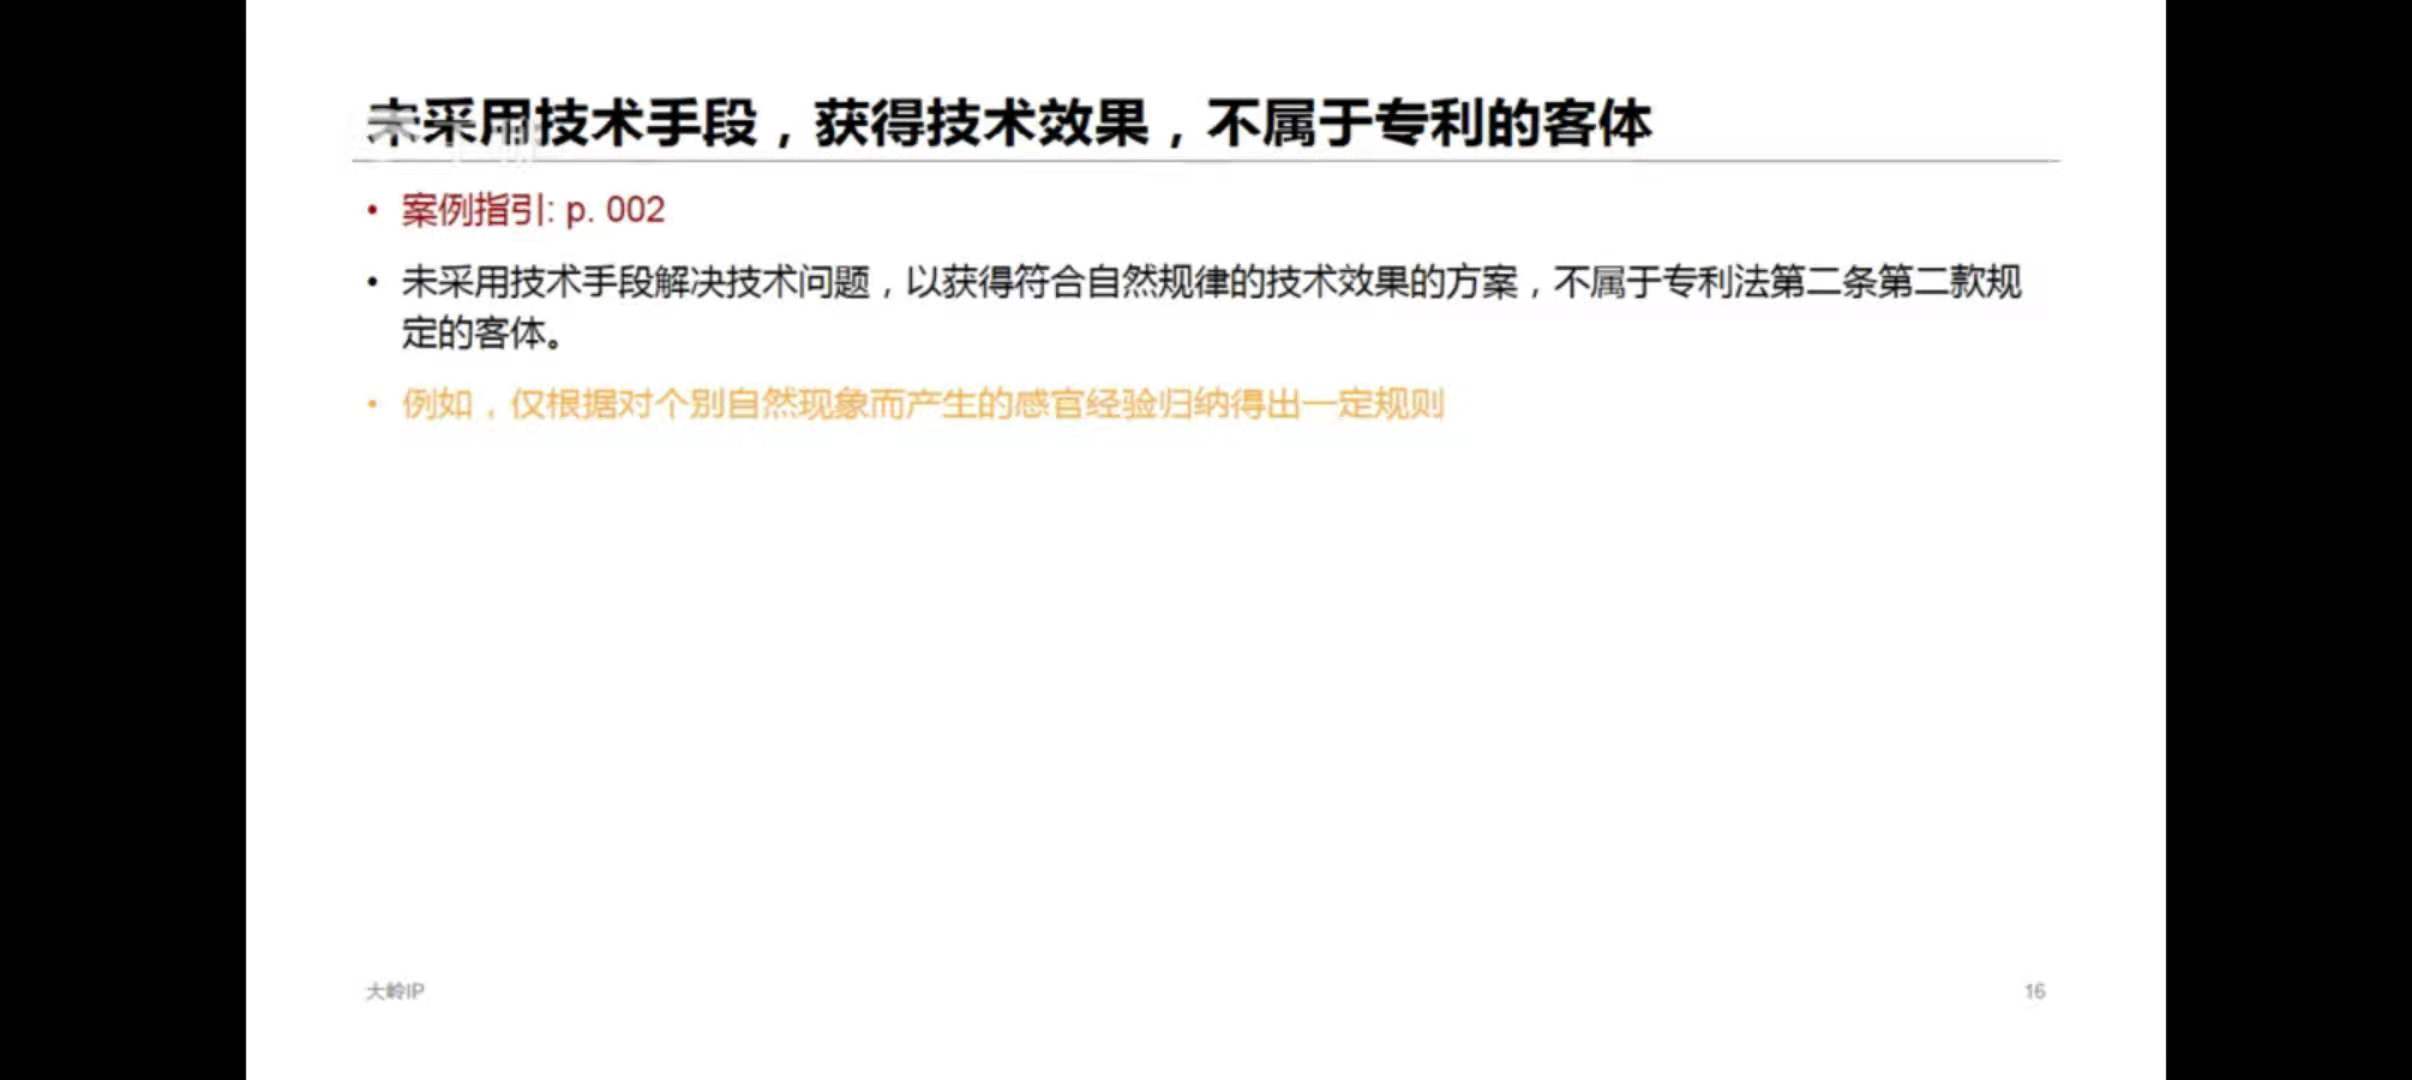 未采用技术手段，获得技术效果，不属于专利的客体
• 案例指引: p. 002
• 未采用技术手段解决技术问题，以获得符合自然规律的技术效果的方案，不属于专利法第二条第二款规
定的客体。
• 例如，仅根据对个别自然现象而产生的感官经验归纳得出一定规则
大岭IP
16